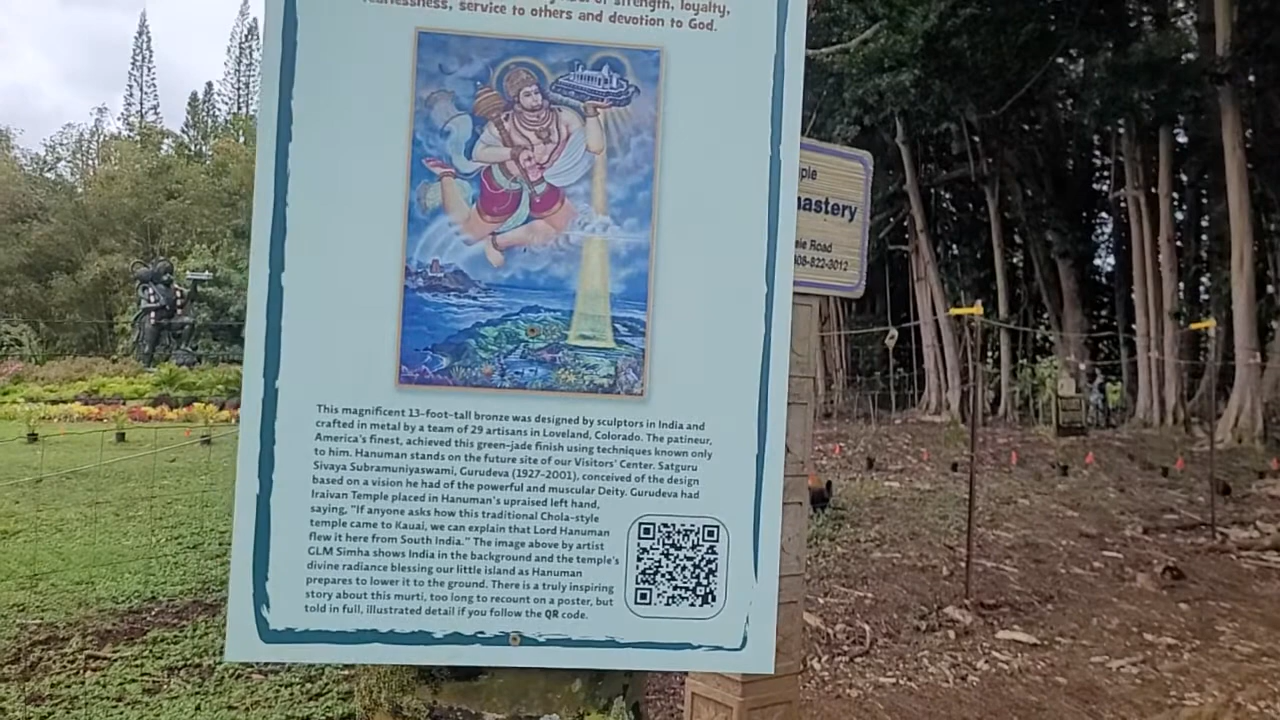 strength, loyalty,
fearlessness, service to others and devotion to God.
This magnificent 13-foot-tall bronze was designed by sculptors in India and
crafted in metal by a team of 29 artisans in Loveland, Colorado. The patineur,
America's finest, achieved this green-jade finish using techniques known only
to him. Hanuman stands on the future site of our Visitors' Center. Satguru
Sivaya Subramuniyaswami, Gurudeva (1927-2001), conceived of the design
based on a vision he had of the powerful and muscular Deity. Gurudeva had
Iraivan Temple placed in Hanuman's upraised left hand,
saying, "If anyone asks how this traditional Chola-style
temple came to Kauai, we can explain that Lord Hanuman
flew it here from South India." The image above by artist
GLM Simha shows India in the background and the temple's
divine radiance blessing our little island as Hanuman
prepares to lower it to the ground. There is a truly inspiring
story about this murti, too long to recount on a poster, but
told in full, illustrated detail if you follow the QR code.
ple
nastery
Road
08-822-3012